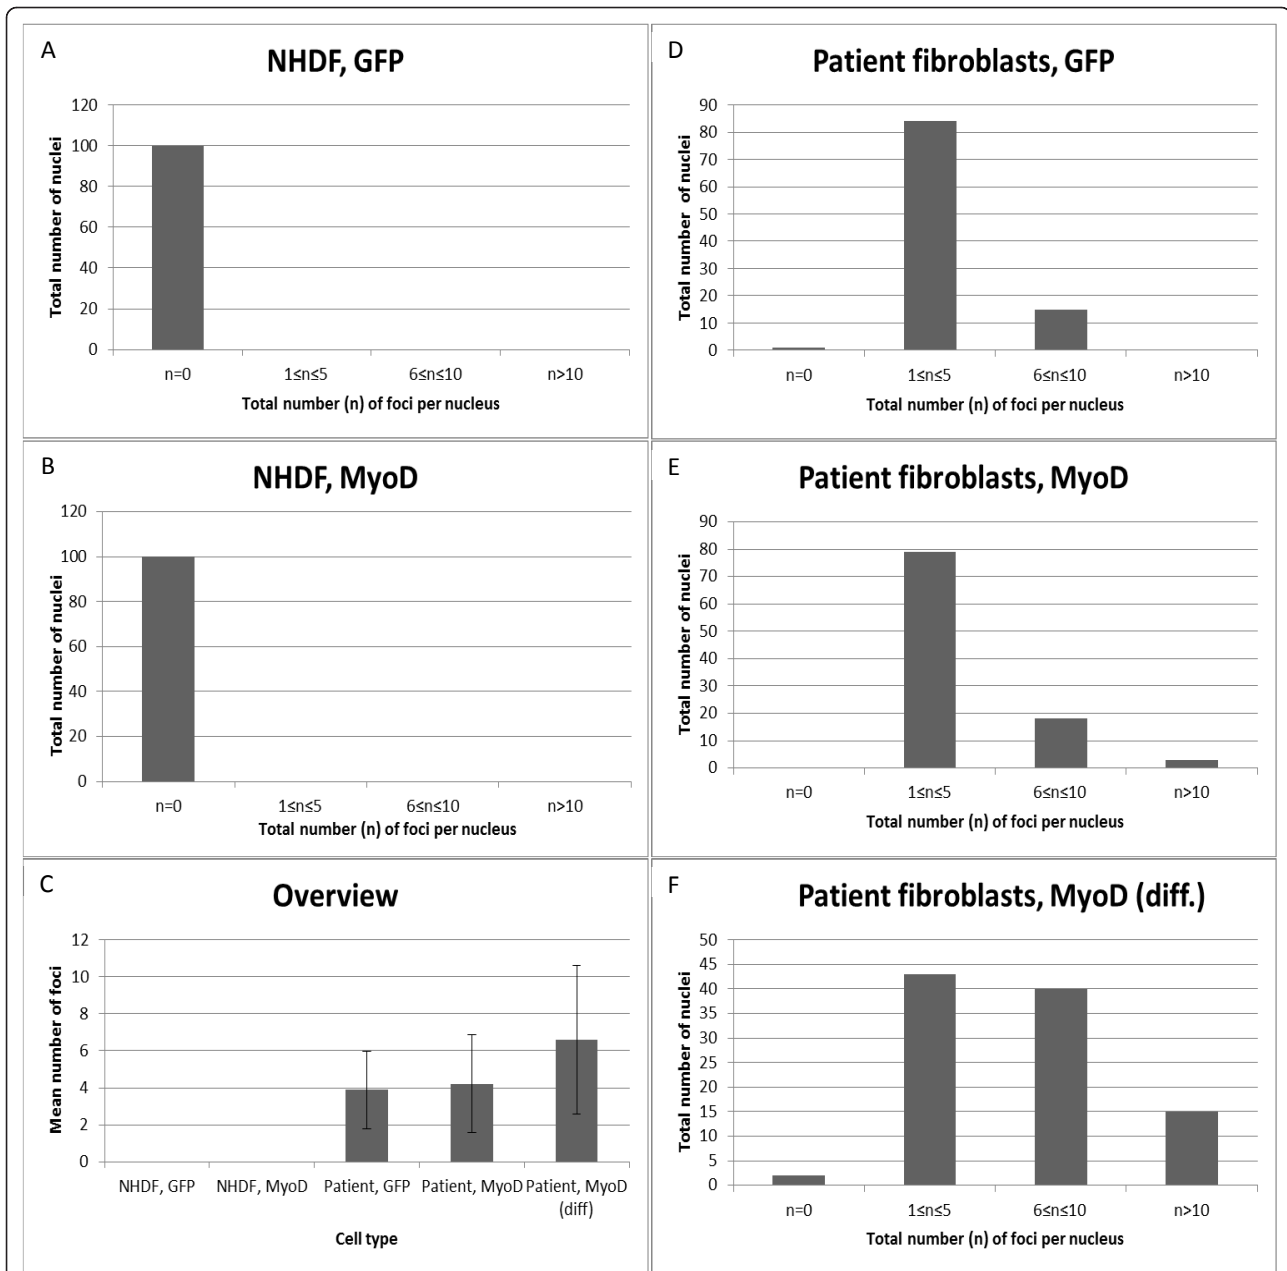 A
NHDF, GFP
Total number of nuclei
120
100
80
60
40
20
0
n=0 1≤n≤5 6≤n≤10 n>10
Total number (n) of foci per nucleus
B
NHDF, MyoD
Total number of nuclei
120
100
80
60
40
20
0
n=0 1≤n≤5 6≤n≤10 n>10
Total number (n) of foci per nucleus
C
Overview
Mean number of foci
12
10
8
6
4
2
0
NHDF, GFP NHDF, MyoD Patient, GFP Patient, MyoD Patient, MyoD
(diff)
Cell type
D
Patient fibroblasts, GFP
Total number of nuclei
90
80
70
60
50
40
30
20
10
0
n=0 1≤n≤5 6≤n≤10 n>10
Total number (n) of foci per nucleus
E
Patient fibroblasts, MyoD
Total number of nuclei
90
80
70
60
50
40
30
20
10
0
n=0 1≤n≤5 6≤n≤10 n>10
Total number (n) of foci per nucleus
F
Patient fibroblasts, MyoD (diff.)
Total number of nuclei
50
45
40
35
30
25
20
15
10
5
0
n=0 1≤n≤5 6≤n≤10 n>10
Total number (n) of foci per nucleus